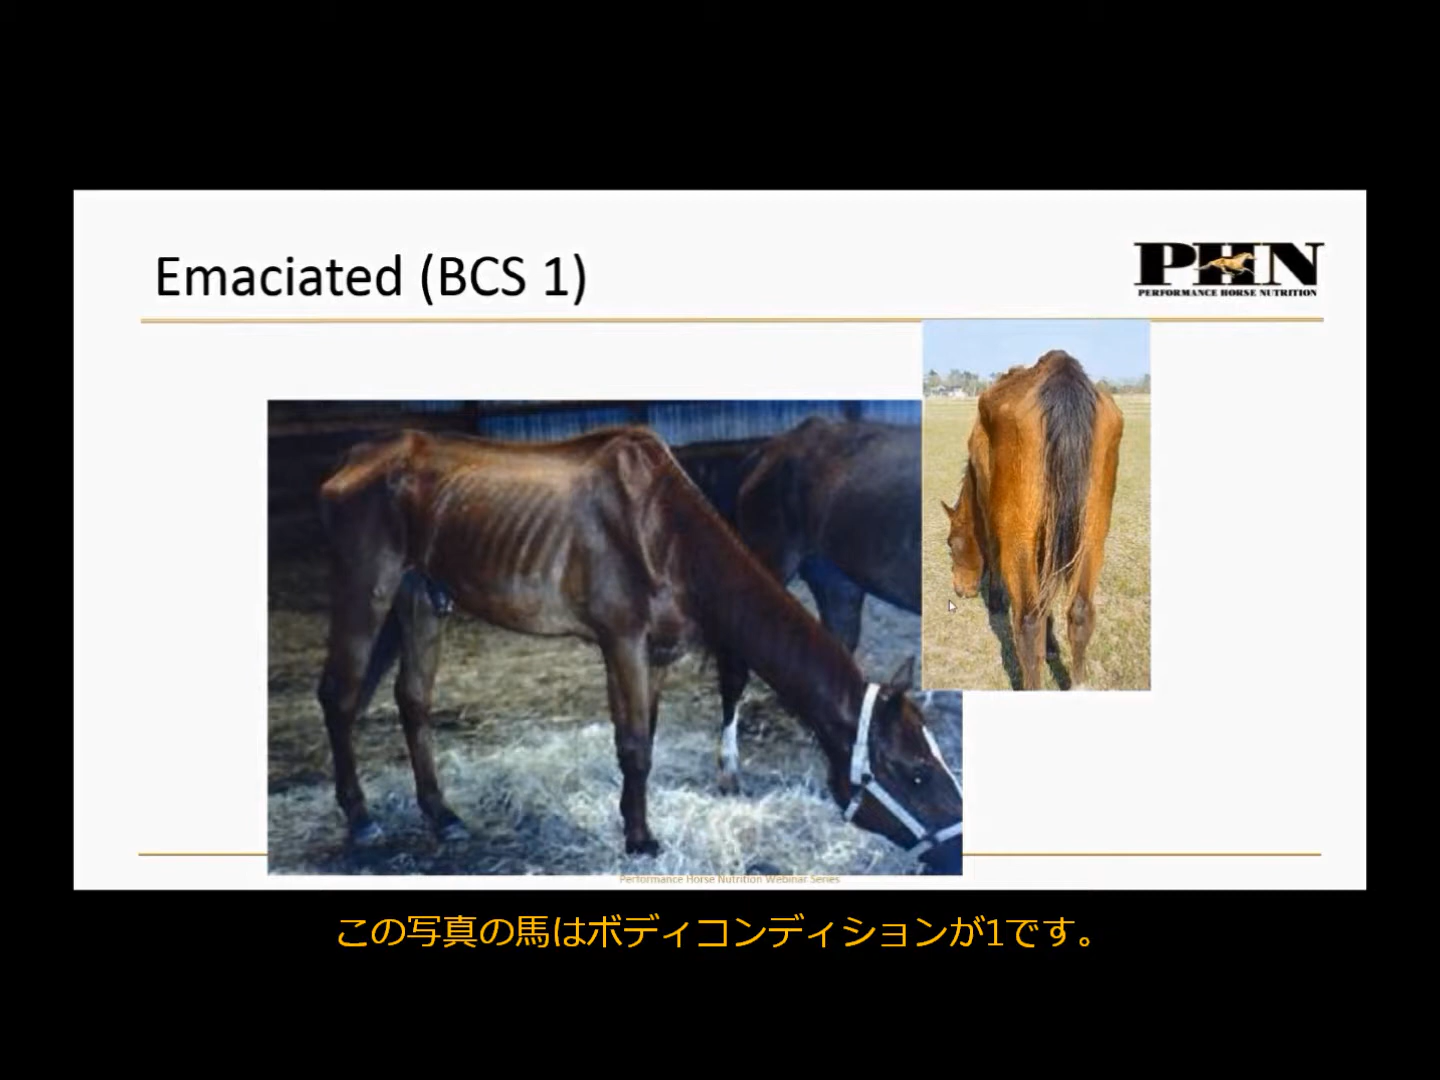 Emaciated (BCS 1)
PHN
PERFORMANCE HORSE NUTRITION
Performance Horse Nutrition Webinar Series
この写真の馬はボディコンディションが1です。